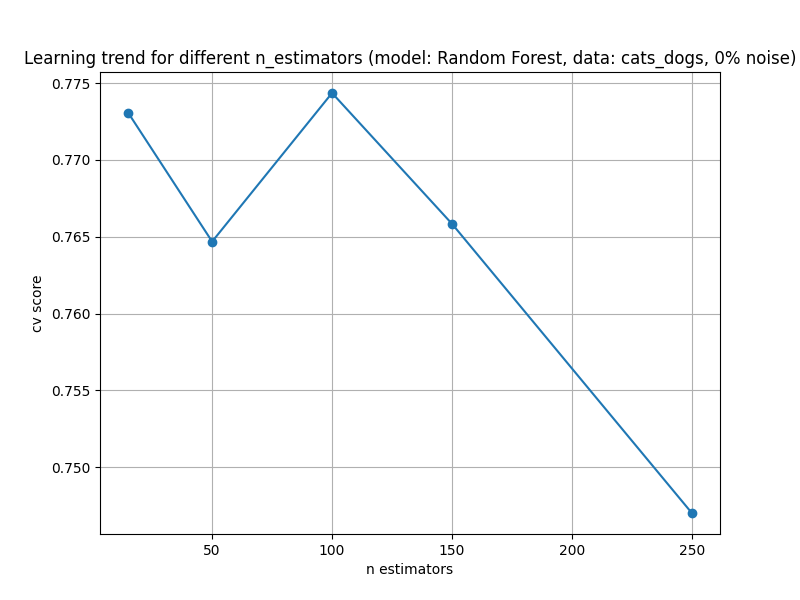 Learning trend for different n_estimators (model: Random Forest, data: cats_dogs, 0% noise)
0.775
0.770
0.765
0.760
0.755
0.750
cv score
50 100 150 200 250
n estimators